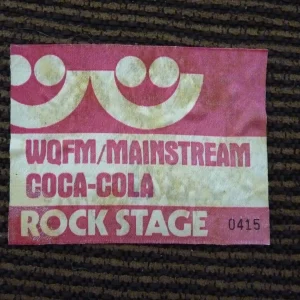 WQFM/MAINSTREAM
COCA-COLA
ROCK STAGE 0415